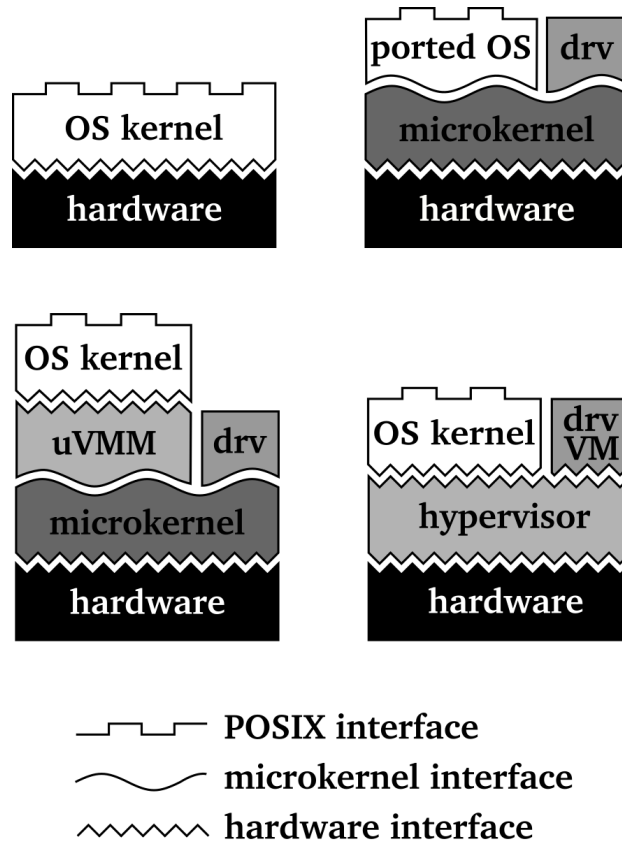 OS kernel
hardware
ported OS
drv
microkernel
hardware
OS kernel
uVMM
drv
microkernel
hardware
OS kernel
drv
VM
hypervisor
hardware
POSIX interface
microkernel interface
hardware interface